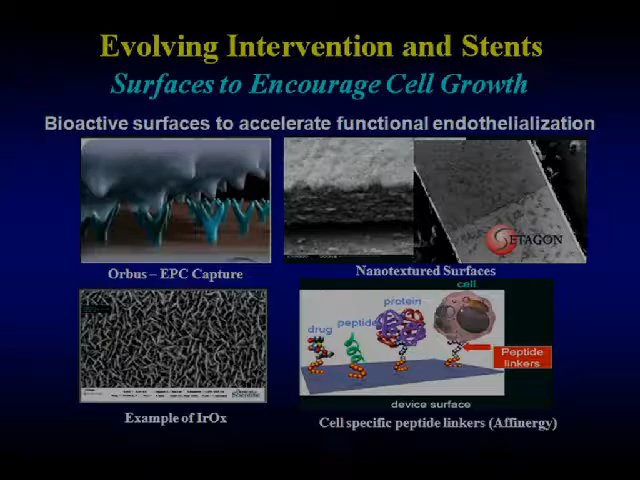 Evolving Intervention and Stents
Surfaces to Encourage Cell Growth
Bioactive surfaces to accelerate functional endothelialization
SETAGON
Orbus – EPC Capture
Nanotextured Surfaces
cell
protein
peptide
drug
Peptide
linkers
device surface
Example of IrOx
Cell specific peptide linkers (Affinergy)